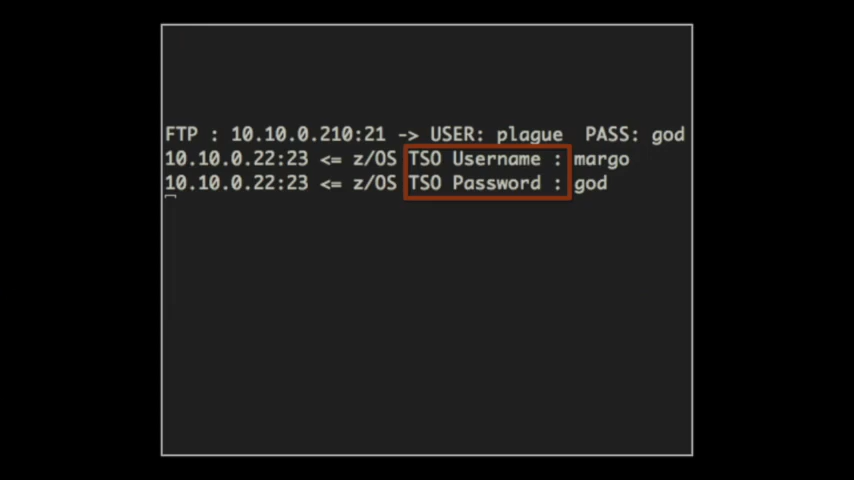 FTP : 10.10.0.210:21 -> USER: plague  PASS: god
10.10.0.22:23 <= z/OS TSO Username : margo
10.10.0.22:23 <= z/OS TSO Password : god